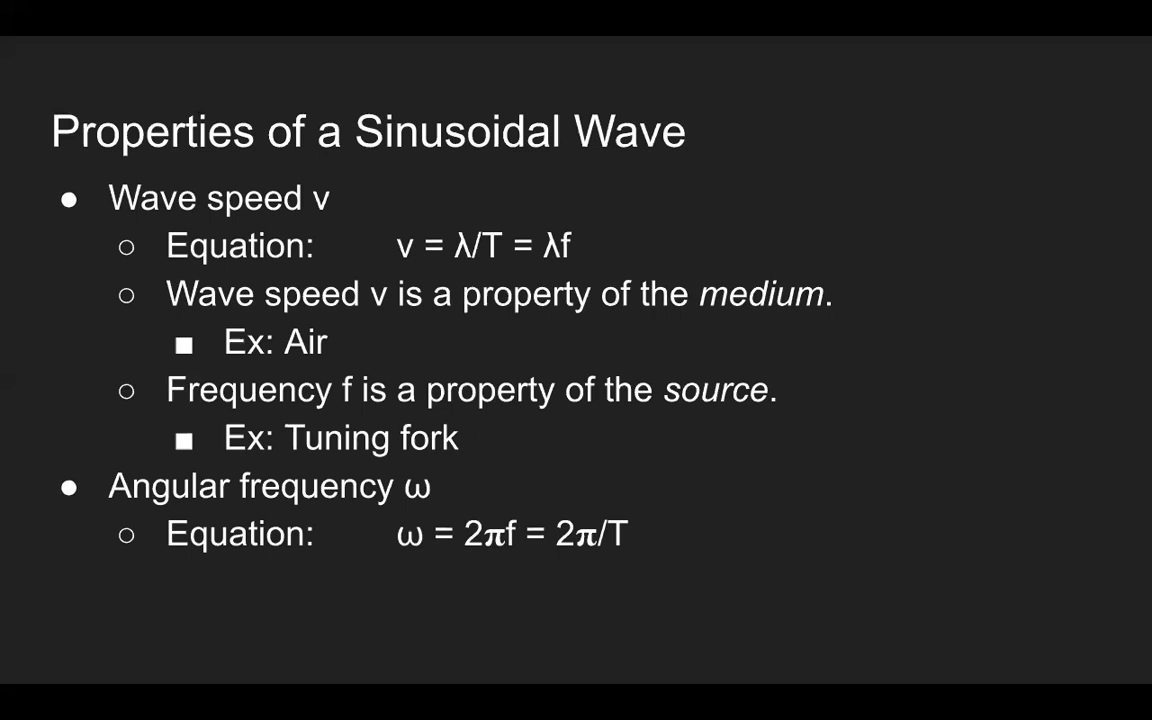 Properties of a Sinusoidal Wave
● Wave speed v
○ Equation: v = λ/T = λf
○ Wave speed v is a property of the medium.
■ Ex: Air
○ Frequency f is a property of the source.
■ Ex: Tuning fork
● Angular frequency ω
○ Equation: ω = 2πf = 2π/T